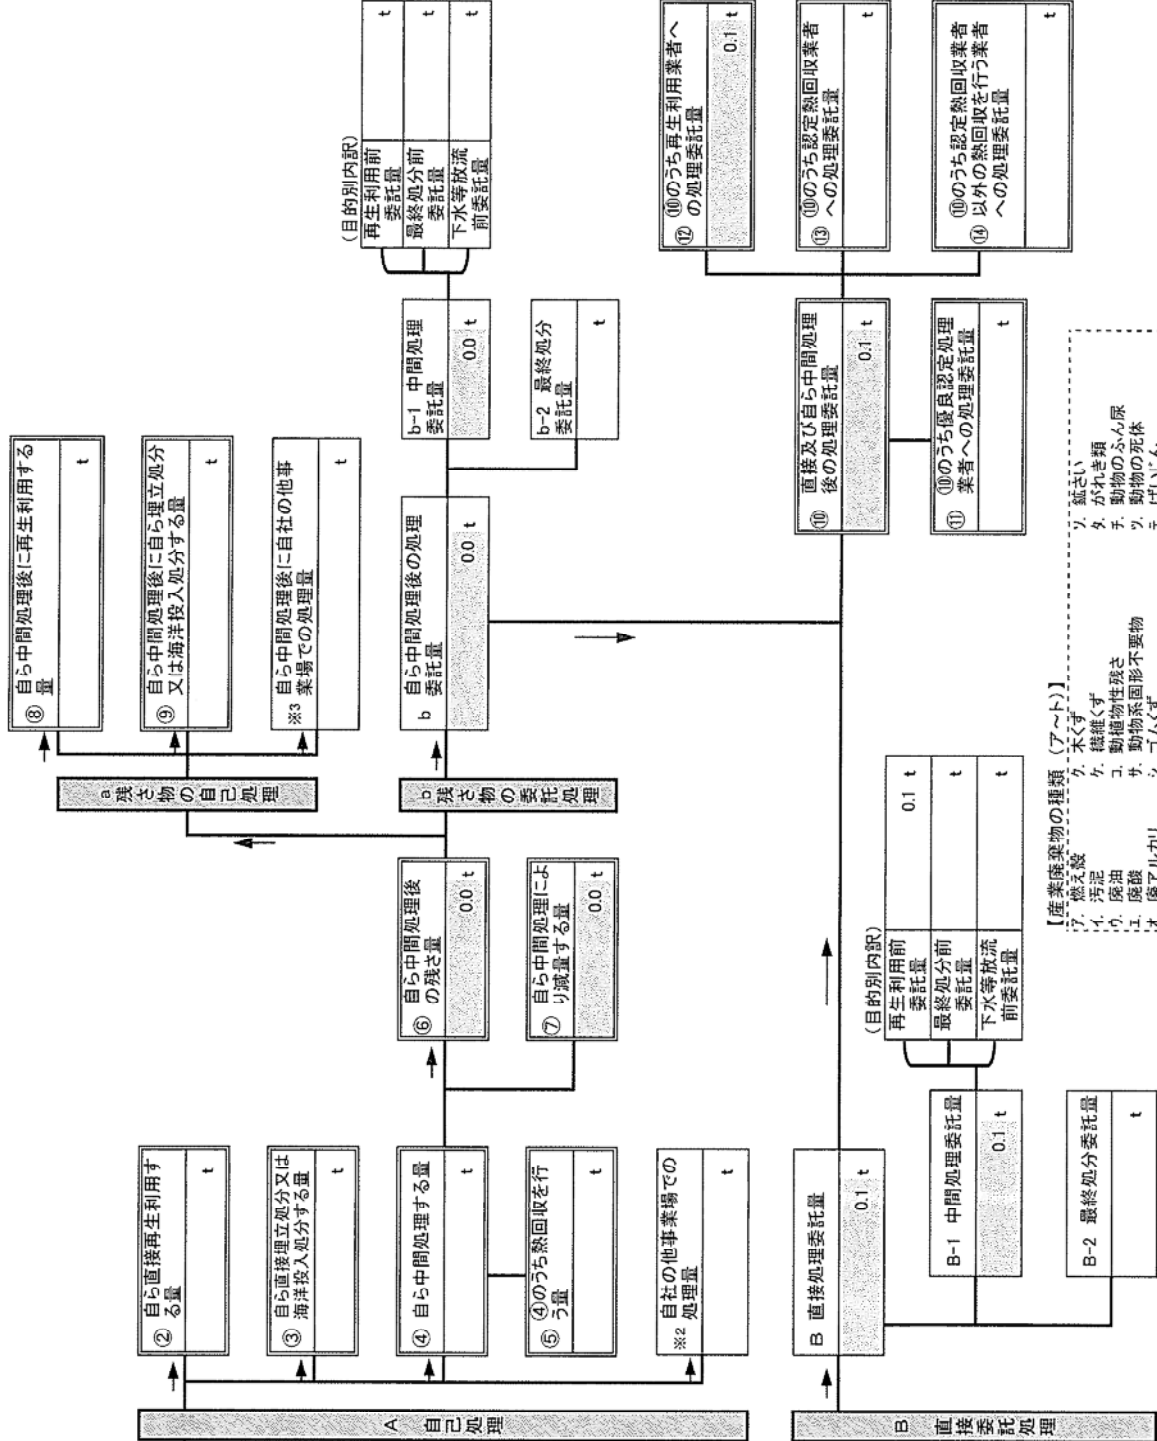 A 自己処理
② 自ら直接再生利用す
る量
t
③ 自ら直接埋立処分又は
海洋投入処分する量
t
④ 自ら中間処理する量
t
⑤ ④のうち熱回収を行
う量
t
※2 自社の他事業場での
処理量
t
⑥ 自ら中間処理後
の残さ量
0.0 t
⑦ 自ら中間処理によ
り減量する量
0.0 t
a 残さ物の自己処理
⑧ 自ら中間処理後に再生利用する
量
t
⑨ 自ら中間処理後に自ら埋立処分
又は海洋投入処分する量
t
※3 自ら中間処理後に自社の他事
業場での処理量
t
b 残さ物の委託処理
b 自ら中間処理後の処理
委託量
0.0 t
b-1 中間処理
委託量
0.0 t
b-2 最終処分
委託量
t
(目的別内訳)
再生利用前
委託量
t
最終処分前
委託量
t
下水等放流
前委託量
t
B 直接委託処理
B 直接処理委託量
0.1 t
B-1 中間処理委託量
0.1 t
B-2 最終処分委託量
t
(目的別内訳)
再生利用前
委託量
0.1 t
最終処分前
委託量
t
下水等放流
前委託量
t
⑩ 直接及び自ら中間処理
後の処理委託量
0.1 t
⑪ ⑩のうち優良認定処理
業者への処理委託量
t
⑫ ⑩のうち再生利用業者へ
の処理委託量
0.1 t
⑬ ⑩のうち認定熱回収業者
への処理委託量
t
⑭ ⑩のうち認定熱回収業者
以外の熱回収を行う業者
への処理委託量
t
【産業廃棄物の種類（ア～ト）】
ア. 燃え殻
イ. 汚泥
ウ. 廃油
エ. 廃酸
オ. 廃アルカリ
ク. 木くず
ケ. 繊維くず
コ. 動植物性残さ
サ. 動物系固形不要物
シ. ゴムくず
ソ. 鉱さい
タ. がれき類
チ. 動物のふん尿
ツ. 動物の死体
テ. ばいじん